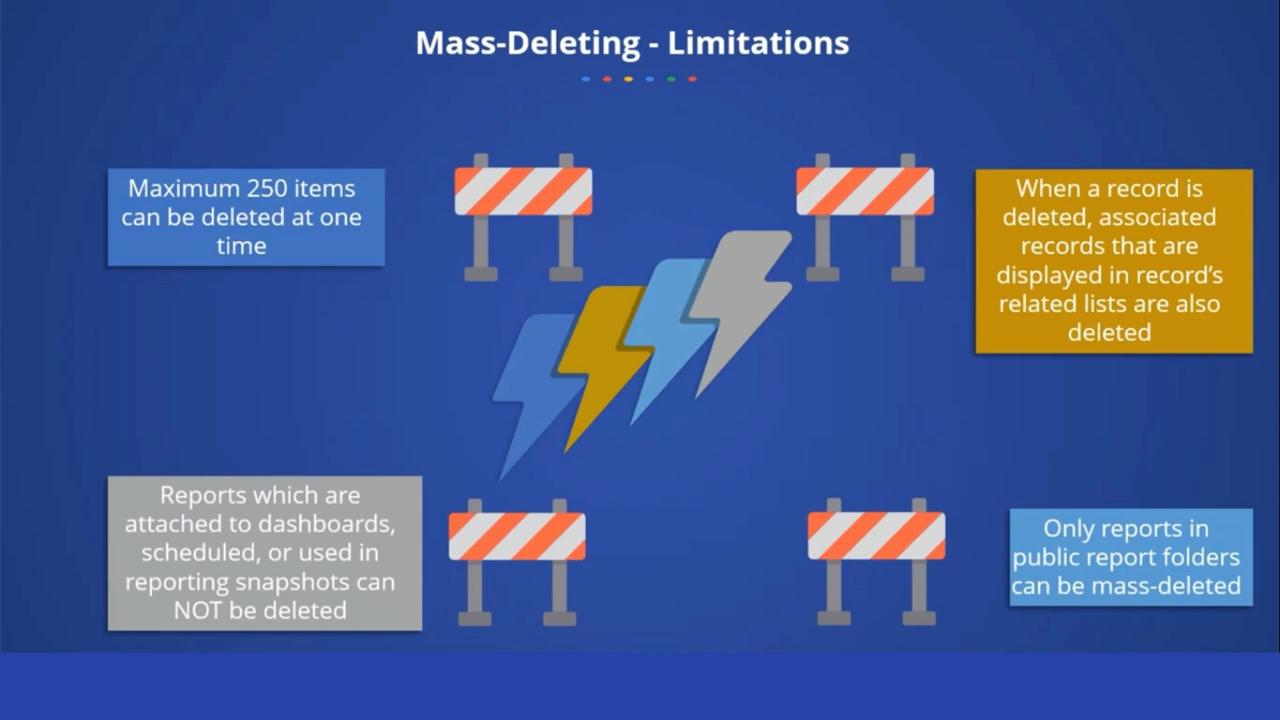 Mass-Deleting - Limitations
Maximum 250 items
can be deleted at one
time
When a record is
deleted, associated
records that are
displayed in record’s
related lists are also
deleted
Reports which are
attached to dashboards,
scheduled, or used in
reporting snapshots can
NOT be deleted
Only reports in
public report folders
can be mass-deleted